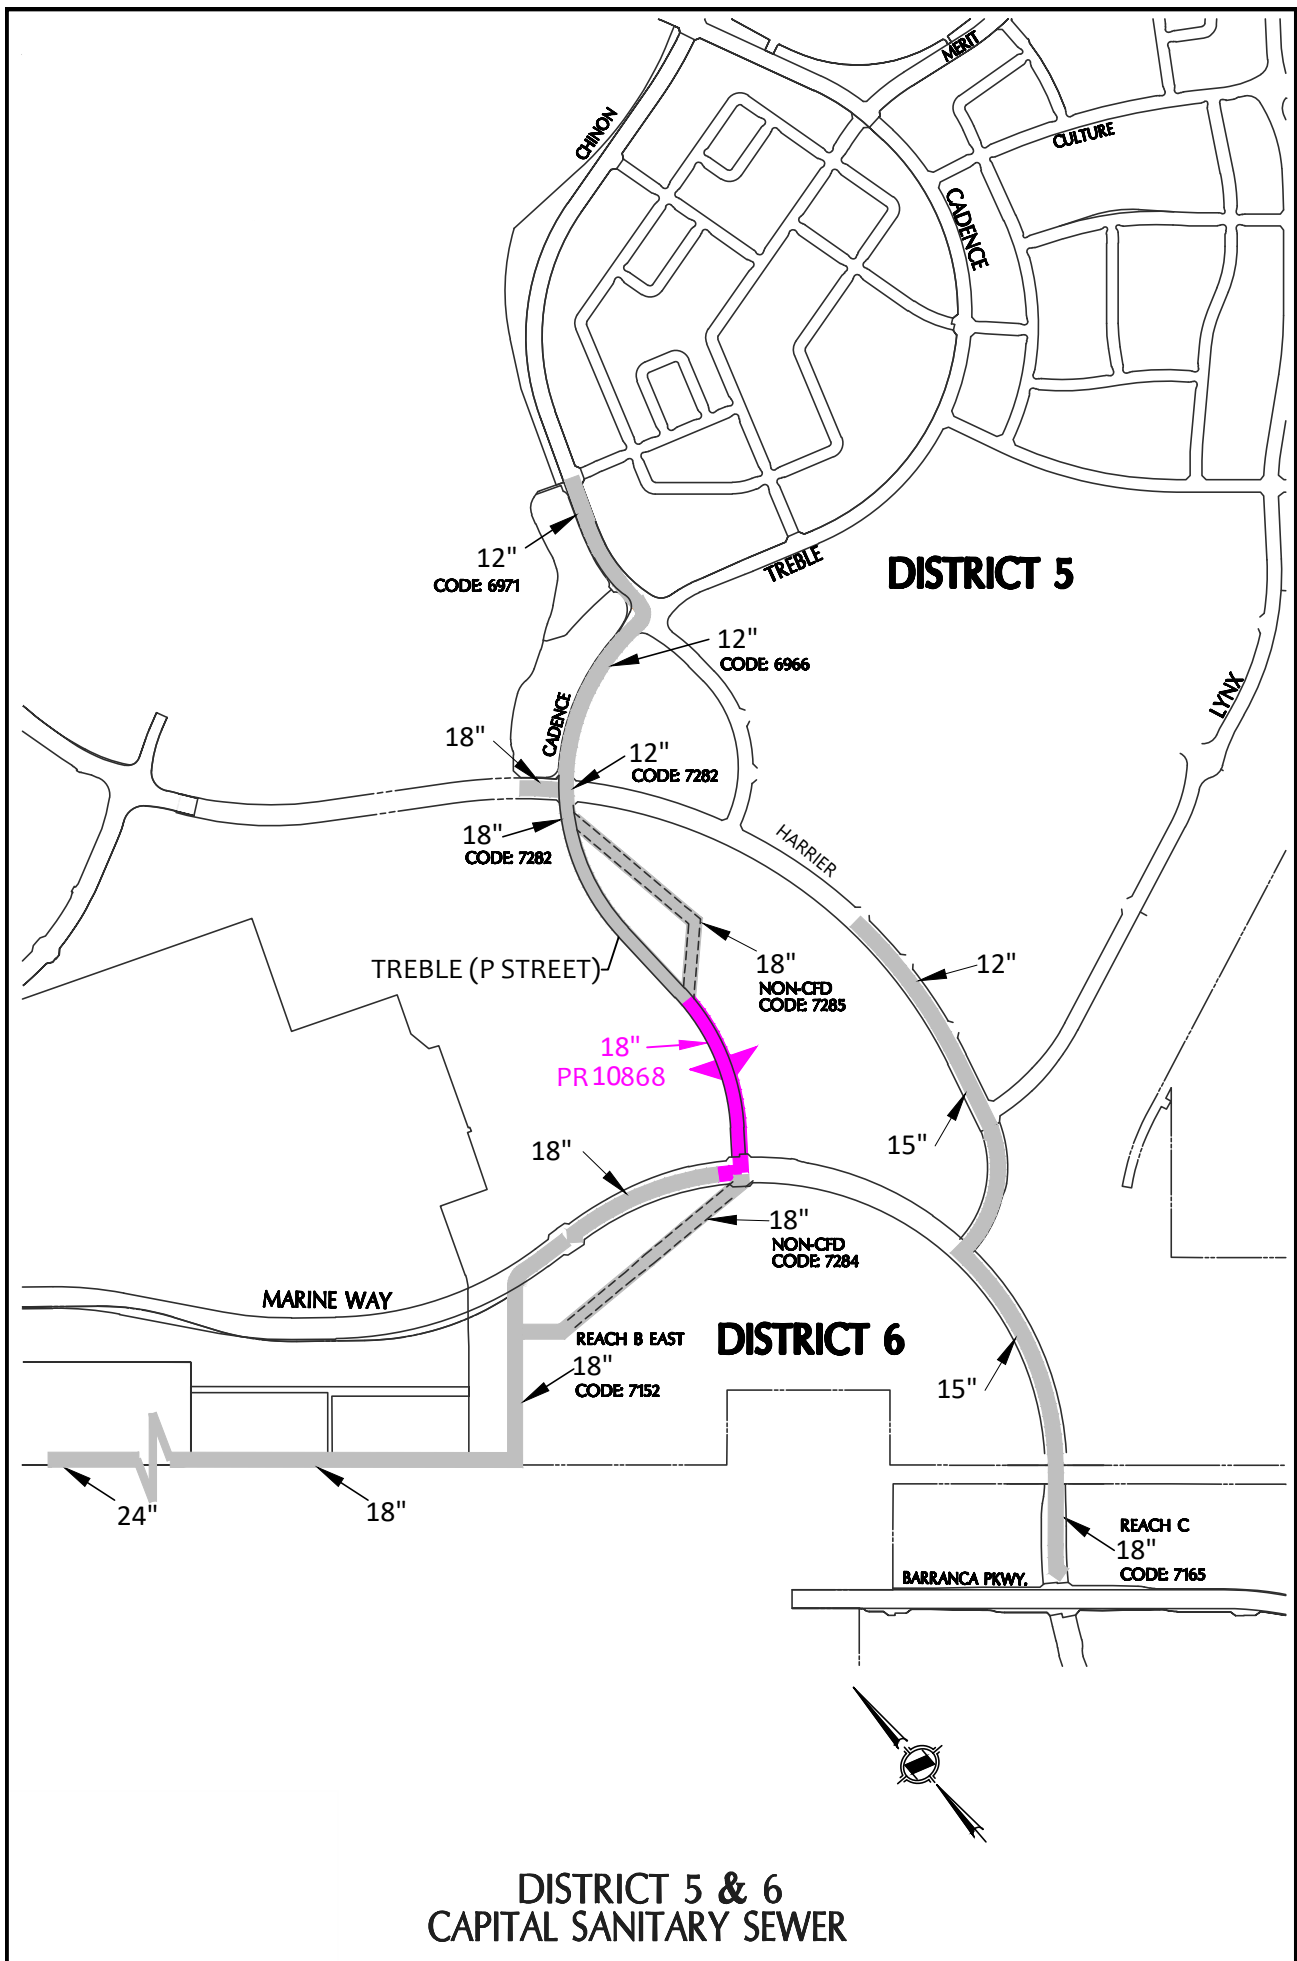 MERIT
CHINON
CULTURE
CADENCE
12"
CODE: 6971
TREBLE
DISTRICT 5
12"
CODE: 6966
LYNX
CADENCE
18"
12"
CODE: 7282
18"
CODE: 7282
HARRIER
TREBLE (P STREET)
18"
NON-CFD
CODE: 7285
12"
18"
PR 10868
15"
18"
18"
NON-CFD
CODE: 7284
MARINE WAY
REACH B EAST
DISTRICT 6
18"
CODE: 7152
15"
24"
18"
REACH C
18"
CODE: 7165
BARRANCA PKWY.
DISTRICT 5 & 6
CAPITAL SANITARY SEWER